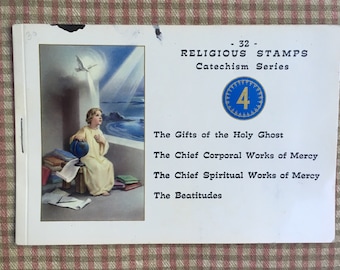 - 32 -
RELIGIOUS STAMPS
Catechism Series
4
The Gifts of the Holy Ghost
The Chief Corporal Works of Mercy
The Chief Spiritual Works of Mercy
The Beatitudes